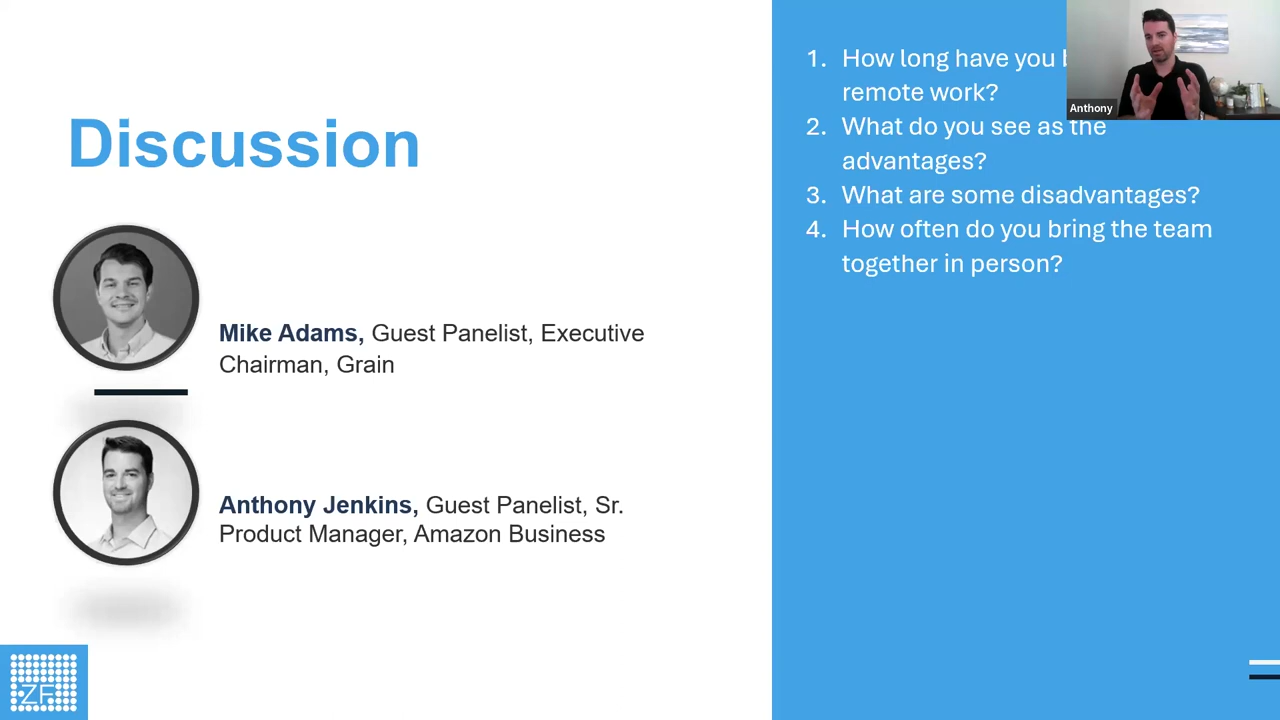 Discussion
Mike Adams, Guest Panelist, Executive
Chairman, Grain
Anthony Jenkins, Guest Panelist, Sr.
Product Manager, Amazon Business
ZF
1. How long have you
remote work?
2. What do you see as the
advantages?
3. What are some disadvantages?
4. How often do you bring the team
together in person?
Anthony